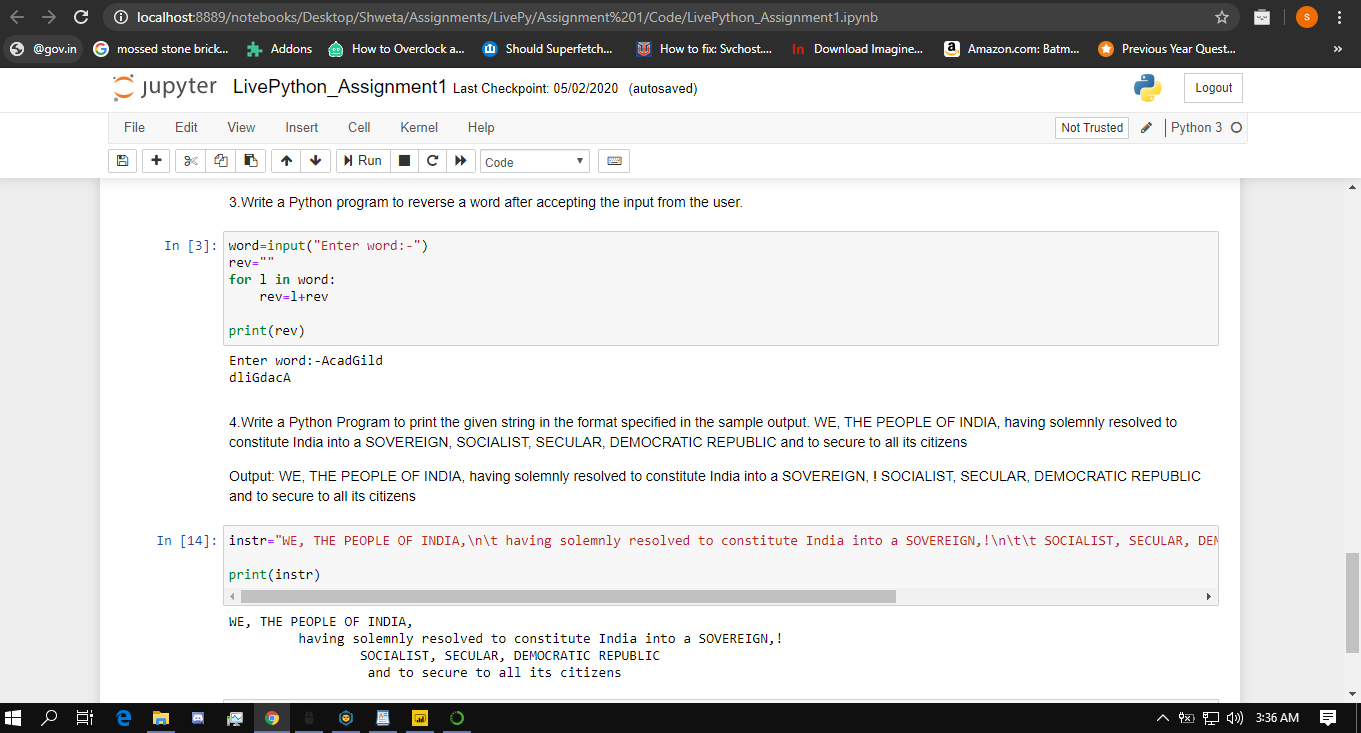 localhost:8889/notebooks/Desktop/Shweta/Assignments/LivePy/Assignment%201/Code/LivePython_Assignment1.ipynb
S
@gov.in
mossed stone brick...
Addons
How to Overclock a...
Should Superfetch...
How to fix: Svchost....
In Download Imagine...
Amazon.com: Batm...
Previous Year Quest...
»
jupyter LivePython_Assignment1 Last Checkpoint: 05/02/2020 (autosaved)
Logout
File Edit View Insert Cell Kernel Help
Not Trusted
Python 3
Run
Code
3.Write a Python program to reverse a word after accepting the input from the user.
In [3]: word=input("Enter word:-")
rev=""
for l in word:
    rev=l+rev
print(rev)
Enter word:-AcadGild
dliGdacA
4.Write a Python Program to print the given string in the format specified in the sample output. WE, THE PEOPLE OF INDIA, having solemnly resolved to
constitute India into a SOVEREIGN, SOCIALIST, SECULAR, DEMOCRATIC REPUBLIC and to secure to all its citizens
Output: WE, THE PEOPLE OF INDIA, having solemnly resolved to constitute India into a SOVEREIGN, ! SOCIALIST, SECULAR, DEMOCRATIC REPUBLIC
and to secure to all its citizens
In [14]: instr="WE, THE PEOPLE OF INDIA,\n\t having solemnly resolved to constitute India into a SOVEREIGN,!\n\t\t SOCIALIST, SECULAR, DEM
print(instr)
WE, THE PEOPLE OF INDIA,
         having solemnly resolved to constitute India into a SOVEREIGN,!
                 SOCIALIST, SECULAR, DEMOCRATIC REPUBLIC
                  and to secure to all its citizens
3:36 AM